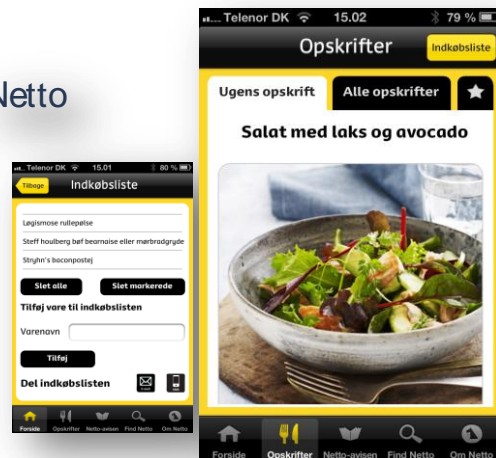 Netto
Telenor DK 15.01 80 %
Tilbage
Indkøbsliste
Løgismose rullepølse
Steff houlberg bøf bearnaise eller mørbradgryde
Stryhn's baconpostej
Slet alle
Slet markerede
Tilføj vare til indkøbslisten
Varenavn
Tilføj
Del indkøbslisten
Forside Opskrifter Netto-avisen Find Netto Om Netto
Telenor DK 15.02 79 %
Opskrifter
Indkøbsliste
Ugens opskrift
Alle opskrifter
Salat med laks og avocado
Forside Opskrifter Netto-avisen Find Netto Om Netto